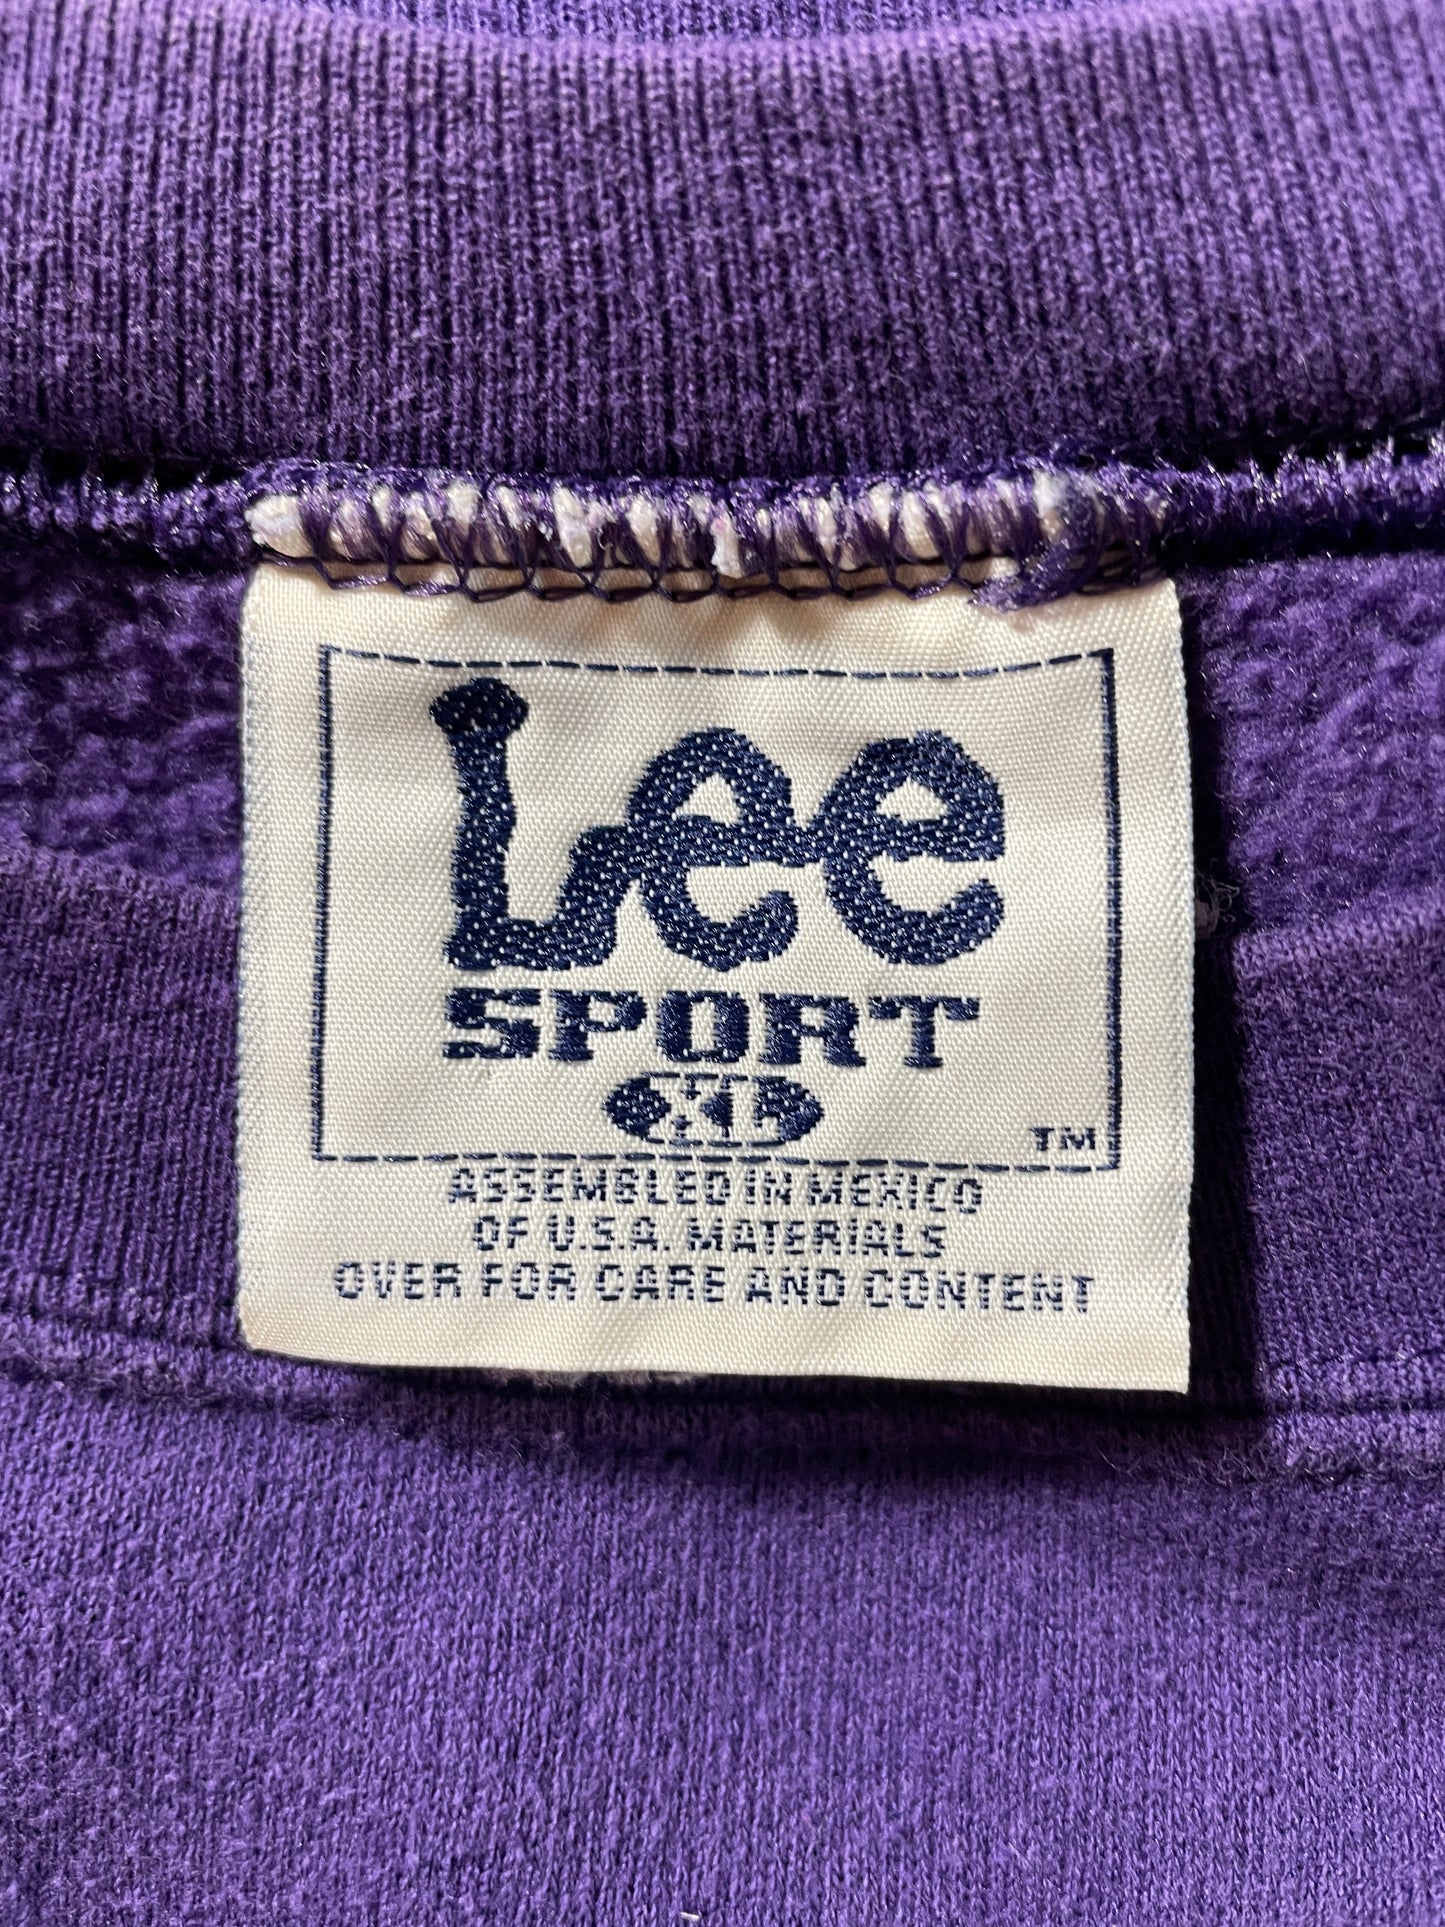 Lee
SPORT
XL
TM
ASSEMBLED IN MEXICO
OF U.S.A. MATERIALS
OVER FOR CARE AND CONTENT